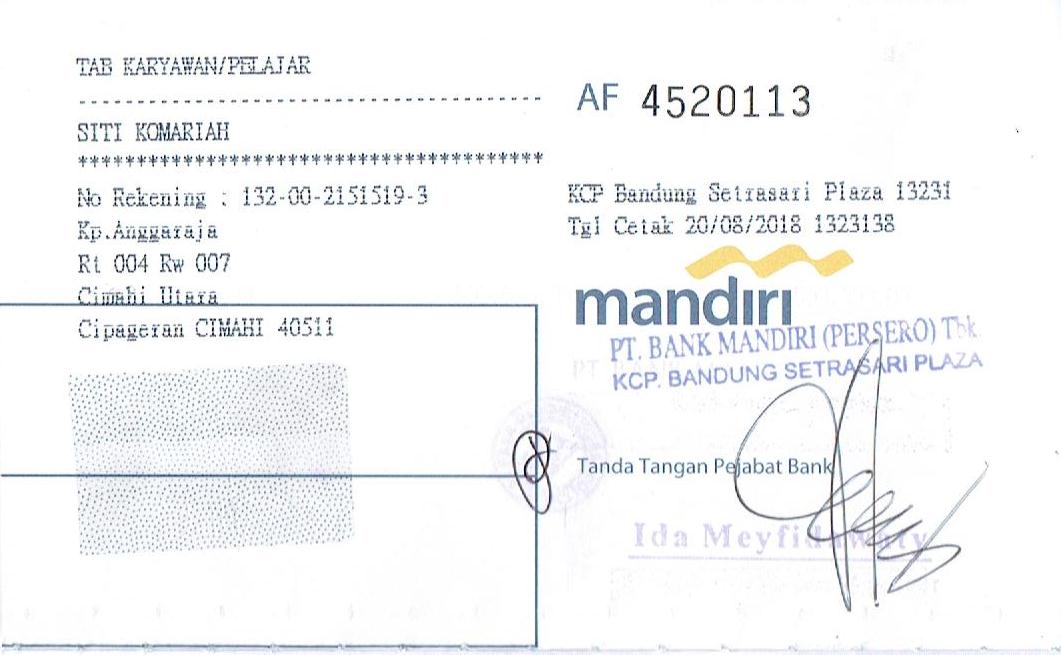 TAB KARYAWAN/PELAJAR
----------------------------------------
SITI KOMARIAH
****************************************
No Rekening : 132-00-2151519-3
Kp.Anggaraja
Rt 004 Rw 007
Cimahi Utara
Cipageran CIMAHI 40511
AF 4520113
KCP Bandung Setrasari Plaza 13231
Tgl Cetak 20/08/2018 1323138
mandiri
PT. BANK MANDIRI (PERSERO) Tbk.
KCP. BANDUNG SETRASARI PLAZA
Tanda Tangan Pejabat Bank
Ida Meyfidawaty